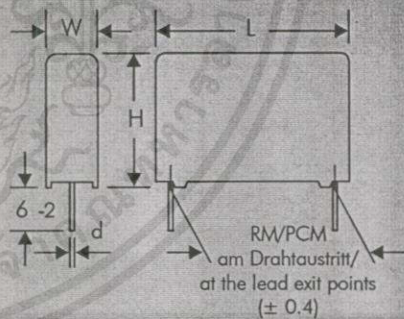 W
L
H
6 -2
d
RM/PCM
am Drahtaustritt/
at the lead exit points
(± 0.4)